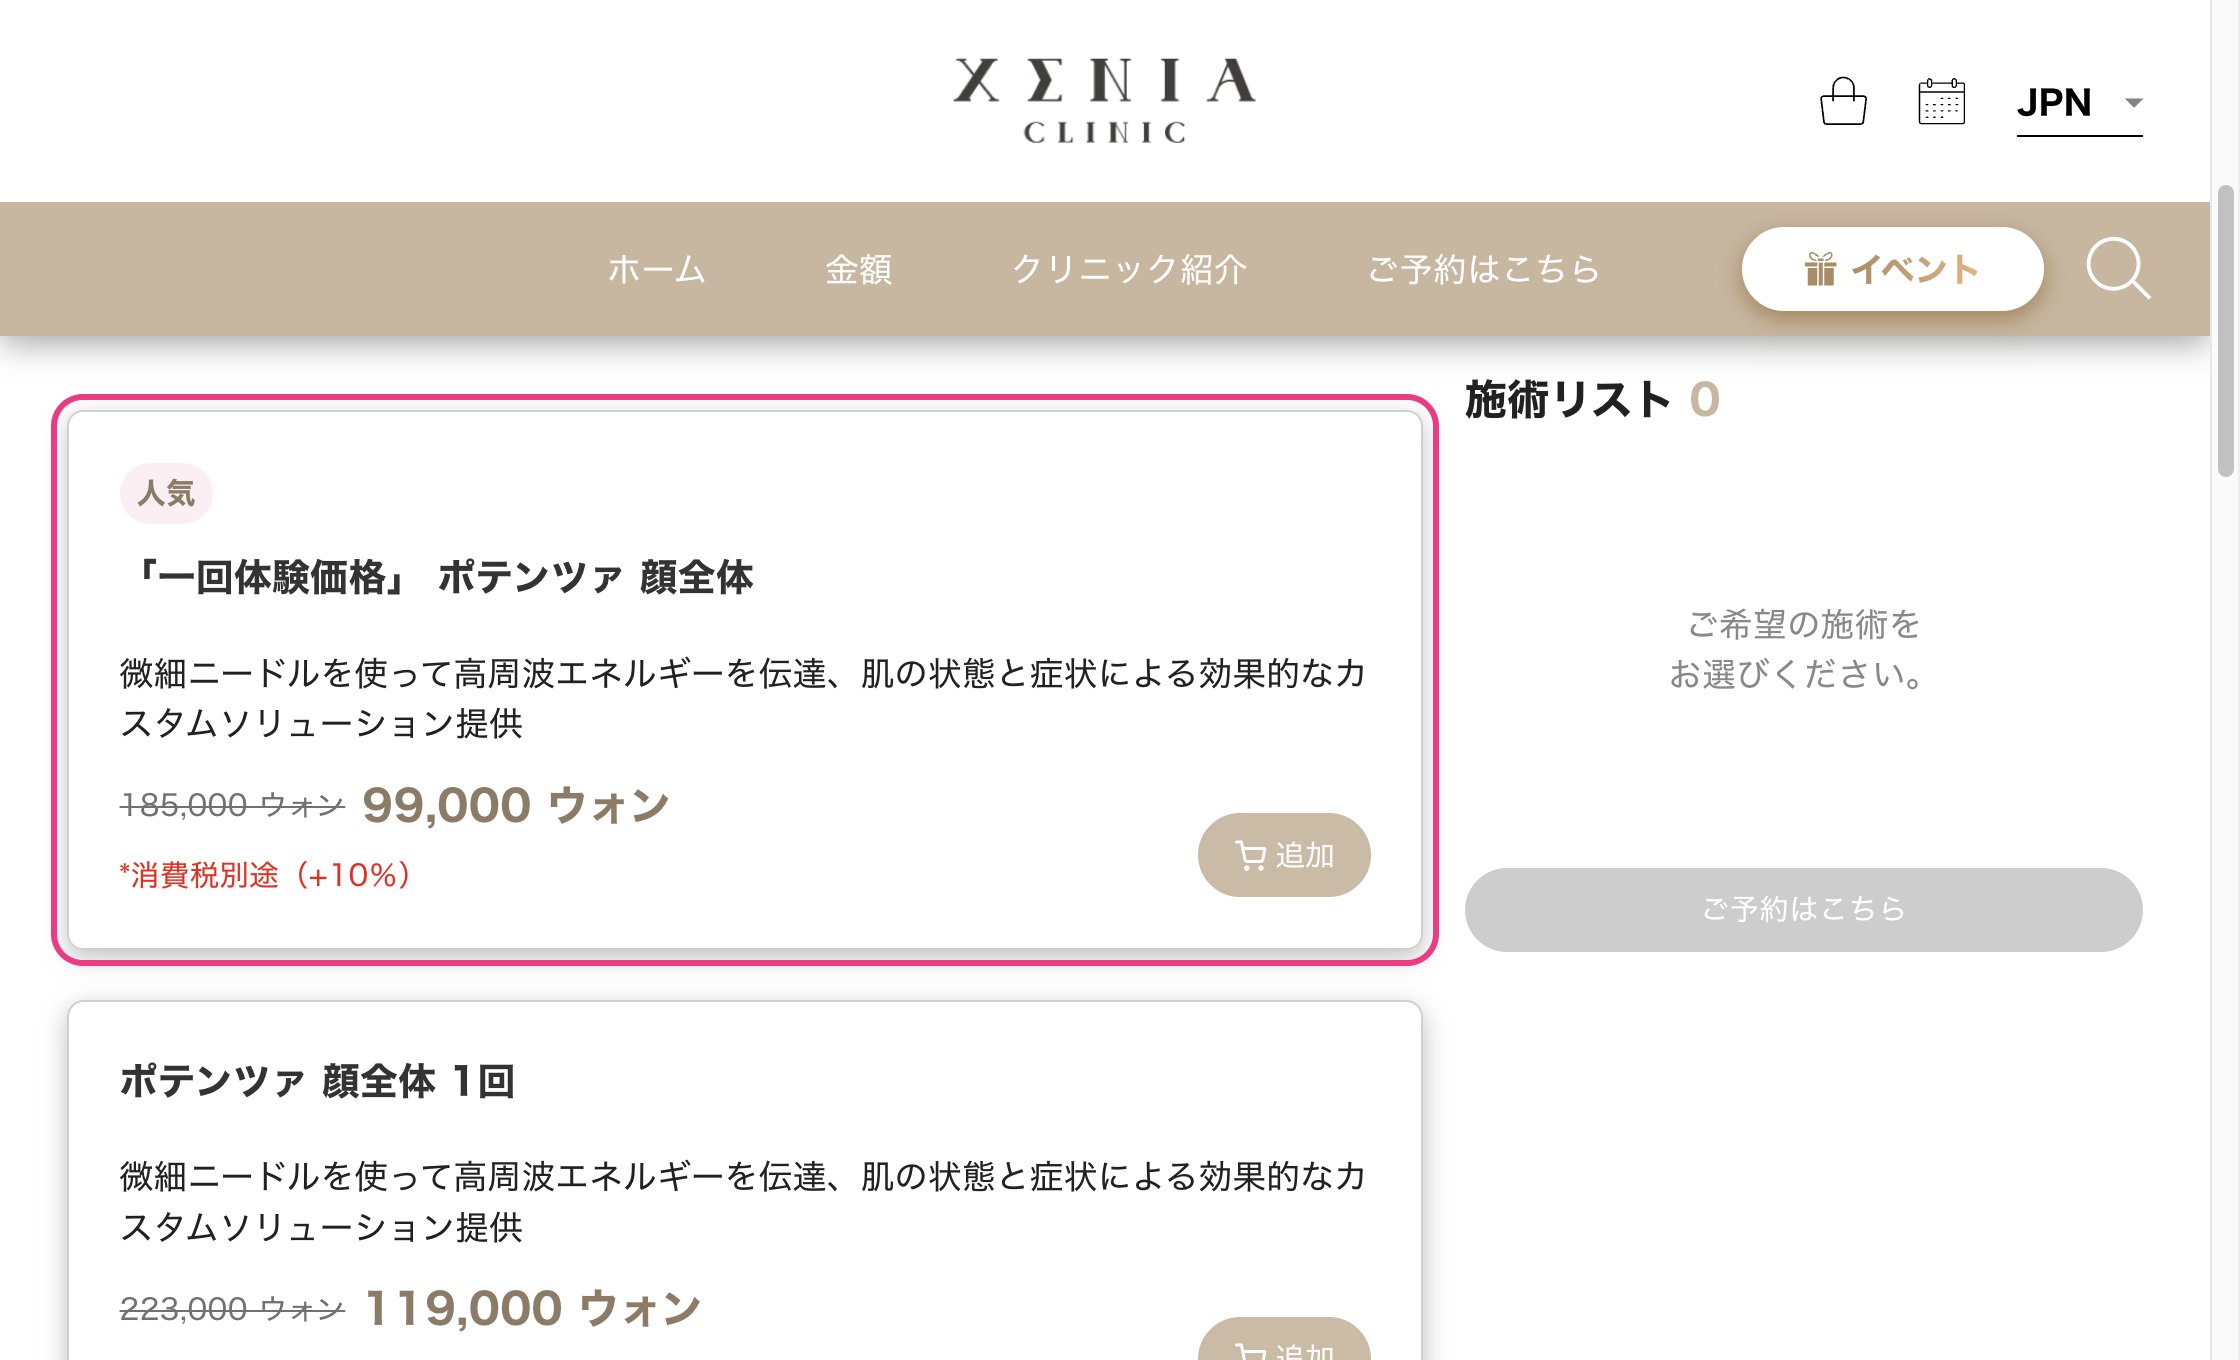 XΣNIA
CLINIC
JPN
ホーム
金額
クリニック紹介
ご予約はこちら
イベント
人気
「一回体験価格」 ポテンツァ 顔全体
微細ニードルを使って高周波エネルギーを伝達、肌の状態と症状による効果的なカ
スタムソリューション提供
185,000 ウォン 99,000 ウォン
*消費税別途（+10%）
追加
施術リスト 0
ご希望の施術を
お選びください。
ご予約はこちら
ポテンツァ 顔全体 1回
微細ニードルを使って高周波エネルギーを伝達、肌の状態と症状による効果的なカ
スタムソリューション提供
223,000 ウォン 119,000 ウォン
追加